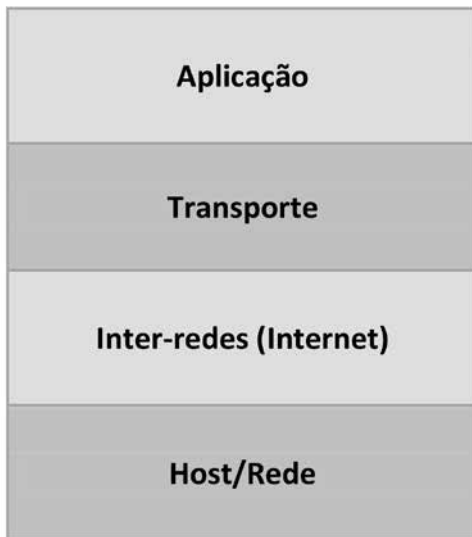 Aplicação
Transporte
Inter-redes (Internet)
Host/Rede